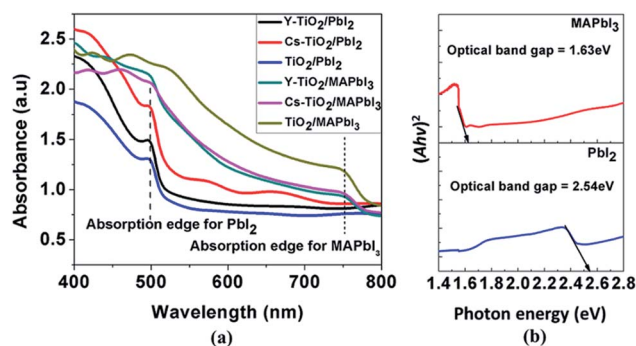 (a)
Absorbance (a.u)
2.5
2.0
1.5
1.0
0.5
Y-TiO₂/PbI₂
Cs-TiO₂/PbI₂
TiO₂/PbI₂
Y-TiO₂/MAPbI₃
Cs-TiO₂/MAPbI₃
TiO₂/MAPbI₃
Absorption edge for PbI₂
Absorption edge for MAPbI₃
400 500 600 700 800
Wavelength (nm)
(a)
MAPbI₃
Optical band gap = 1.63eV
(Ahv)²
PbI₂
Optical band gap = 2.54eV
1.4 1.6 1.8 2.0 2.2 2.4 2.6 2.8
Photon energy (eV)
(b)